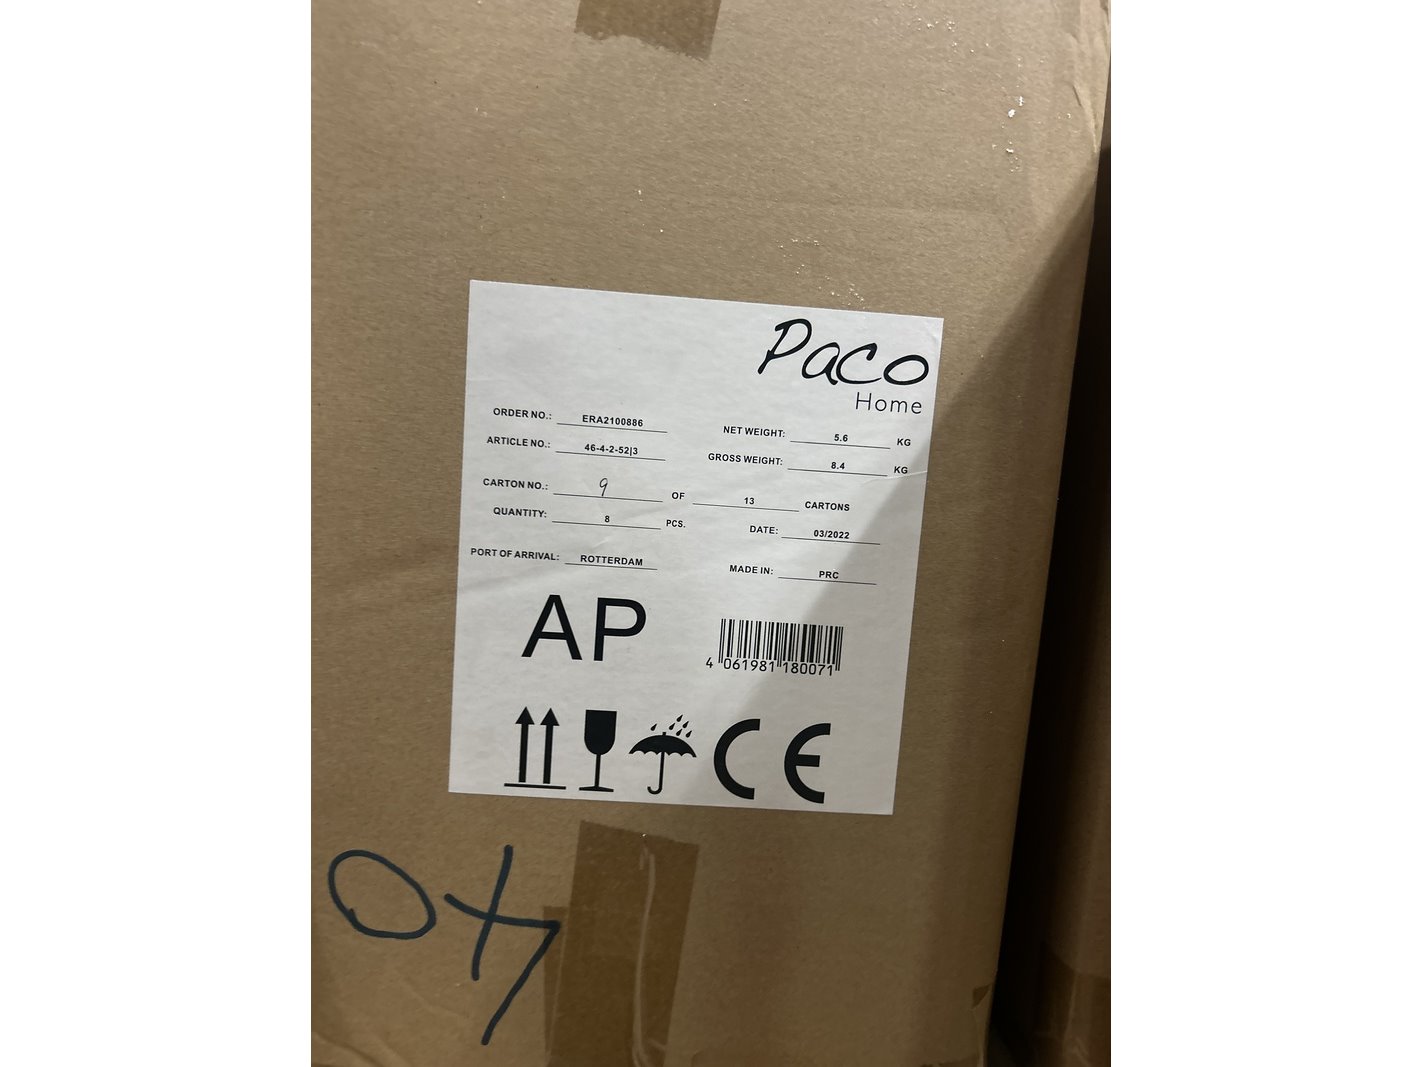 Paco
Home
ORDER NO.: ERA2100886
NET WEIGHT: 5.6 KG
ARTICLE NO.: 46-4-2-52|3
GROSS WEIGHT: 8.4 KG
CARTON NO.: 9 OF 13 CARTONS
QUANTITY: 8 PCS.
DATE: 03/2022
PORT OF ARRIVAL: ROTTERDAM
MADE IN: PRC
AP
4 061981 180071
CE